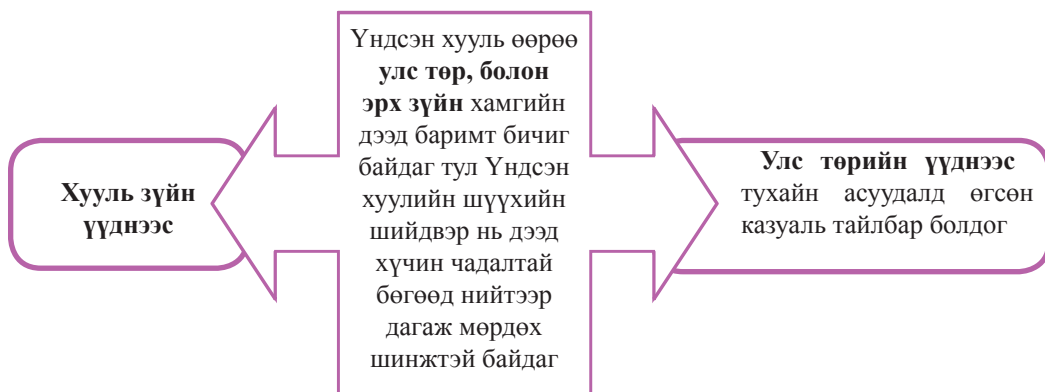 Хууль зүйн
үүднээс
Үндсэн хууль өөрөө
улс төр, болон
эрх зүйн хамгийн
дээд баримт бичиг
байдаг тул Үндсэн
хуулийн шүүхийн
шийдвэр нь дээд
хүчин чадалтай
бөгөөд нийтээр
дагаж мөрдөх
шинжтэй байдаг
Улс төрийн үүднээс
тухайн асуудалд өгсөн
казуаль тайлбар болдог